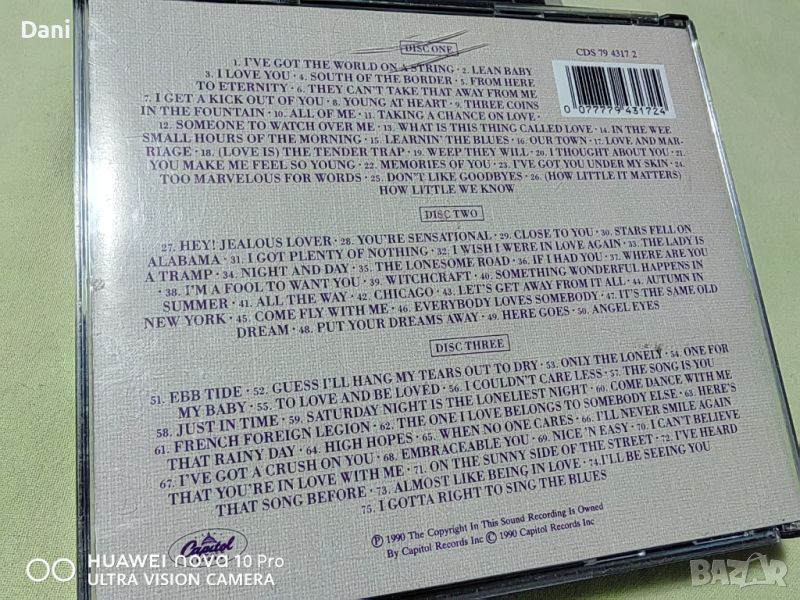 Dani
DISC ONE
CDS 79 4317 2
1. I'VE GOT THE WORLD ON A STRING · 2. LEAN BABY
3. I LOVE YOU · 4. SOUTH OF THE BORDER · 5. FROM HERE
TO ETERNITY · 6. THEY CAN'T TAKE THAT AWAY FROM ME
7. I GET A KICK OUT OF YOU · 8. YOUNG AT HEART · 9. THREE COINS
IN THE FOUNTAIN · 10. ALL OF ME · 11. TAKING A CHANCE ON LOVE ·
12. SOMEONE TO WATCH OVER ME · 13. WHAT IS THIS THING CALLED LOVE · 14. IN THE WEE
SMALL HOURS OF THE MORNING · 15. LEARNIN' THE BLUES · 16. OUR TOWN · 17. LOVE AND MAR-
RIAGE · 18. (LOVE IS) THE TENDER TRAP · 19. WEEP THEY WILL · 20. I THOUGHT ABOUT YOU · 21.
YOU MAKE ME FEEL SO YOUNG · 22. MEMORIES OF YOU · 23. I'VE GOT YOU UNDER MY SKIN · 24.
TOO MARVELOUS FOR WORDS · 25. DON'T LIKE GOODBYES · 26. (HOW LITTLE IT MATTERS)
HOW LITTLE WE KNOW
0 077779 431724
DISC TWO
27. HEY! JEALOUS LOVER · 28. YOU'RE SENSATIONAL · 29. CLOSE TO YOU · 30. STARS FELL ON
ALABAMA · 31. I GOT PLENTY OF NOTHING · 32. I WISH I WERE IN LOVE AGAIN · 33. THE LADY IS
A TRAMP · 34. NIGHT AND DAY · 35. THE LONESOME ROAD · 36. IF I HAD YOU · 37. WHERE ARE YOU
· 38. I'M A FOOL TO WANT YOU · 39. WITCHCRAFT · 40. SOMETHING WONDERFUL HAPPENS IN
SUMMER · 41. ALL THE WAY · 42. CHICAGO · 43. LET'S GET AWAY FROM IT ALL · 44. AUTUMN IN
NEW YORK · 45. COME FLY WITH ME · 46. EVERYBODY LOVES SOMEBODY · 47. IT'S THE SAME OLD
DREAM · 48. PUT YOUR DREAMS AWAY · 49. HERE GOES · 50. ANGEL EYES
DISC THREE
51. EBB TIDE · 52. GUESS I'LL HANG MY TEARS OUT TO DRY · 53. ONLY THE LONELY · 54. ONE FOR
MY BABY · 55. TO LOVE AND BE LOVED · 56. I COULDN'T CARE LESS · 57. THE SONG IS YOU
58. JUST IN TIME · 59. SATURDAY NIGHT IS THE LONELIEST NIGHT · 60. COME DANCE WITH ME
61. FRENCH FOREIGN LEGION · 62. THE ONE I LOVE BELONGS TO SOMEBODY ELSE · 63. HERE'S
THAT RAINY DAY · 64. HIGH HOPES · 65. WHEN NO ONE CARES · 66. I'LL NEVER SMILE AGAIN
67. I'VE GOT A CRUSH ON YOU · 68. EMBRACEABLE YOU · 69. NICE 'N EASY · 70. I CAN'T BELIEVE
THAT YOU'RE IN LOVE WITH ME · 71. ON THE SUNNY SIDE OF THE STREET · 72. I'VE HEARD
THAT SONG BEFORE · 73. ALMOST LIKE BEING IN LOVE · 74. I'LL BE SEEING YOU
75. I GOTTA RIGHT TO SING THE BLUES
Capitol
Ⓟ 1990 The Copyright In This Sound Recording Is Owned
By Capitol Records Inc © 1990 Capitol Records Inc
HUAWEI nova 10 Pro
ULTRA VISION CAMERA
BAZAR